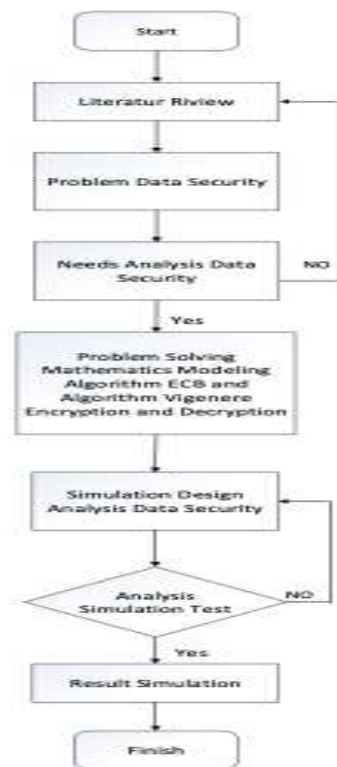 Start
Literatur Riview
Problem Data Security
Needs Analysis Data
Security
NO
Yes
Problem Solving
Mathematics Modeling
Algorithm ECB and
Algorithm Vigenere
Encryption and Decryption
Simulation Design
Analysis Data Security
Analysis
Simulation Test
NO
Yes
Result Simulation
Finish